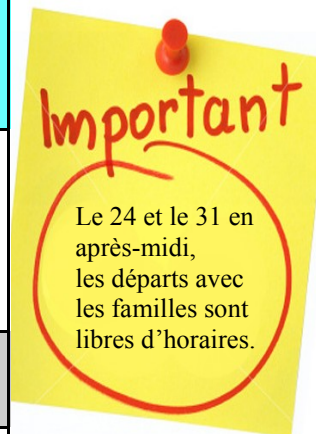 Important
Le 24 et le 31 en
après-midi,
les départs avec
les familles sont
libres d’horaires.